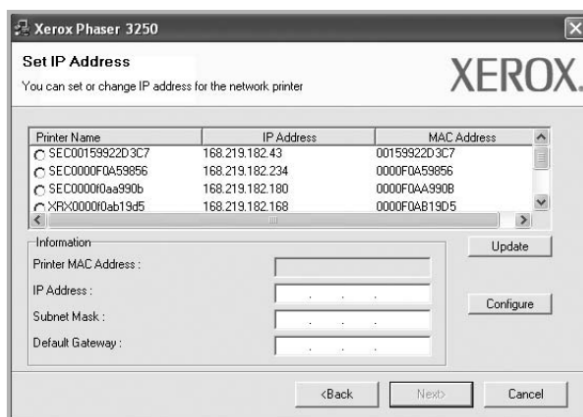 Xerox Phaser 3250
Set IP Address
You can set or change IP address for the network printer
XEROX.
Printer Name IP Address MAC Address
SEC00159922D3C7 168.219.182.43 00159922D3C7
SEC0000F0A59856 168.219.182.234 0000F0A59856
SEC0000f0aa990b 168.219.182.180 0000F0AA990B
XRX0000f0ab19d5 168.219.182.168 0000F0AB19D5
Information
Update
Printer MAC Address :
IP Address :
Configure
Subnet Mask :
Default Gateway :
<Back Next> Cancel